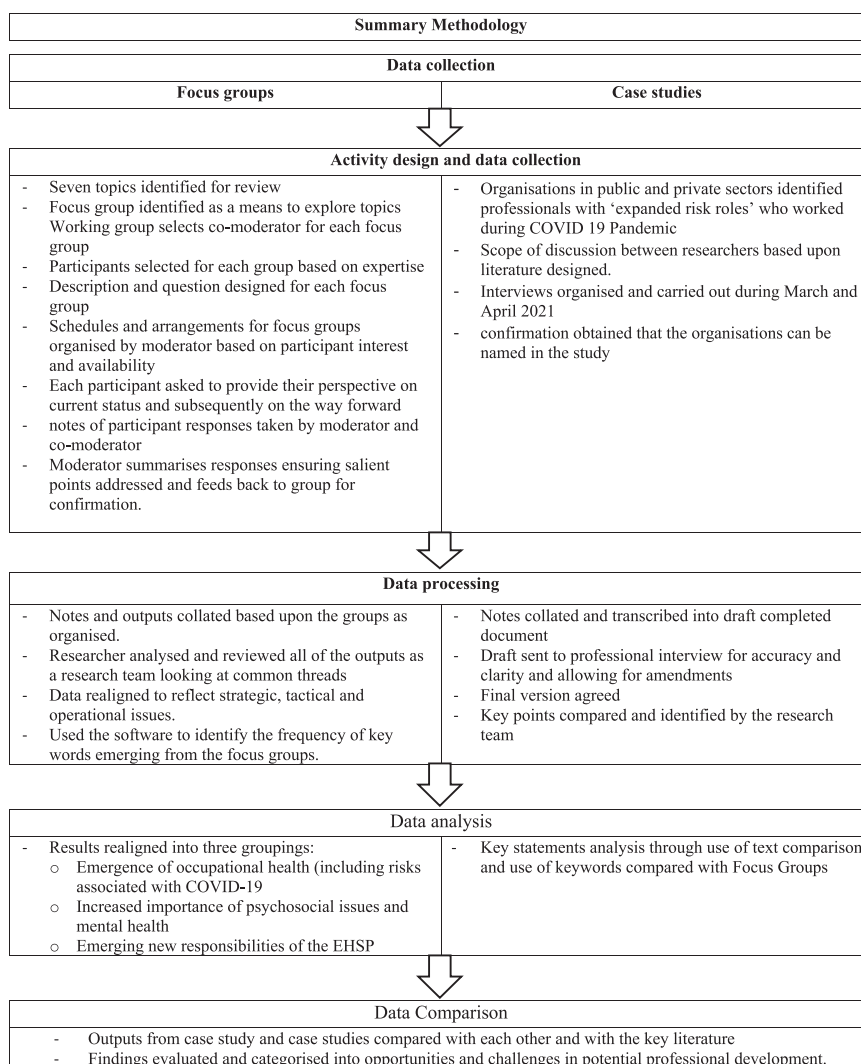 Summary Methodology
Data collection
Focus groups
Case studies
Activity design and data collection
- Seven topics identified for review
- Focus group identified as a means to explore topics
Working group selects co-moderator for each focus
group
- Participants selected for each group based on expertise
- Description and question designed for each focus
group
- Schedules and arrangements for focus groups
organised by moderator based on participant interest
and availability
- Each participant asked to provide their perspective on
current status and subsequently on the way forward
- notes of participant responses taken by moderator and
co-moderator
- Moderator summarises responses ensuring salient
points addressed and feeds back to group for
confirmation.
- Organisations in public and private sectors identified
professionals with ‘expanded risk roles’ who worked
during COVID 19 Pandemic
- Scope of discussion between researchers based upon
literature designed.
- Interviews organised and carried out during March and
April 2021
- confirmation obtained that the organisations can be
named in the study
Data processing
- Notes and outputs collated based upon the groups as
organised.
- Researcher analysed and reviewed all of the outputs as
a research team looking at common threads
- Data realigned to reflect strategic, tactical and
operational issues.
- Used the software to identify the frequency of key
words emerging from the focus groups.
- Notes collated and transcribed into draft completed
document
- Draft sent to professional interview for accuracy and
clarity and allowing for amendments
- Final version agreed
- Key points compared and identified by the research
team
Data analysis
- Results realigned into three groupings:
o Emergence of occupational health (including risks
associated with COVID-19
o Increased importance of psychosocial issues and
mental health
o Emerging new responsibilities of the EHSP
- Key statements analysis through use of text comparison
and use of keywords compared with Focus Groups
Data Comparison
- Outputs from case study and case studies compared with each other and with the key literature
- Findings evaluated and categorised into opportunities and challenges in potential professional development.